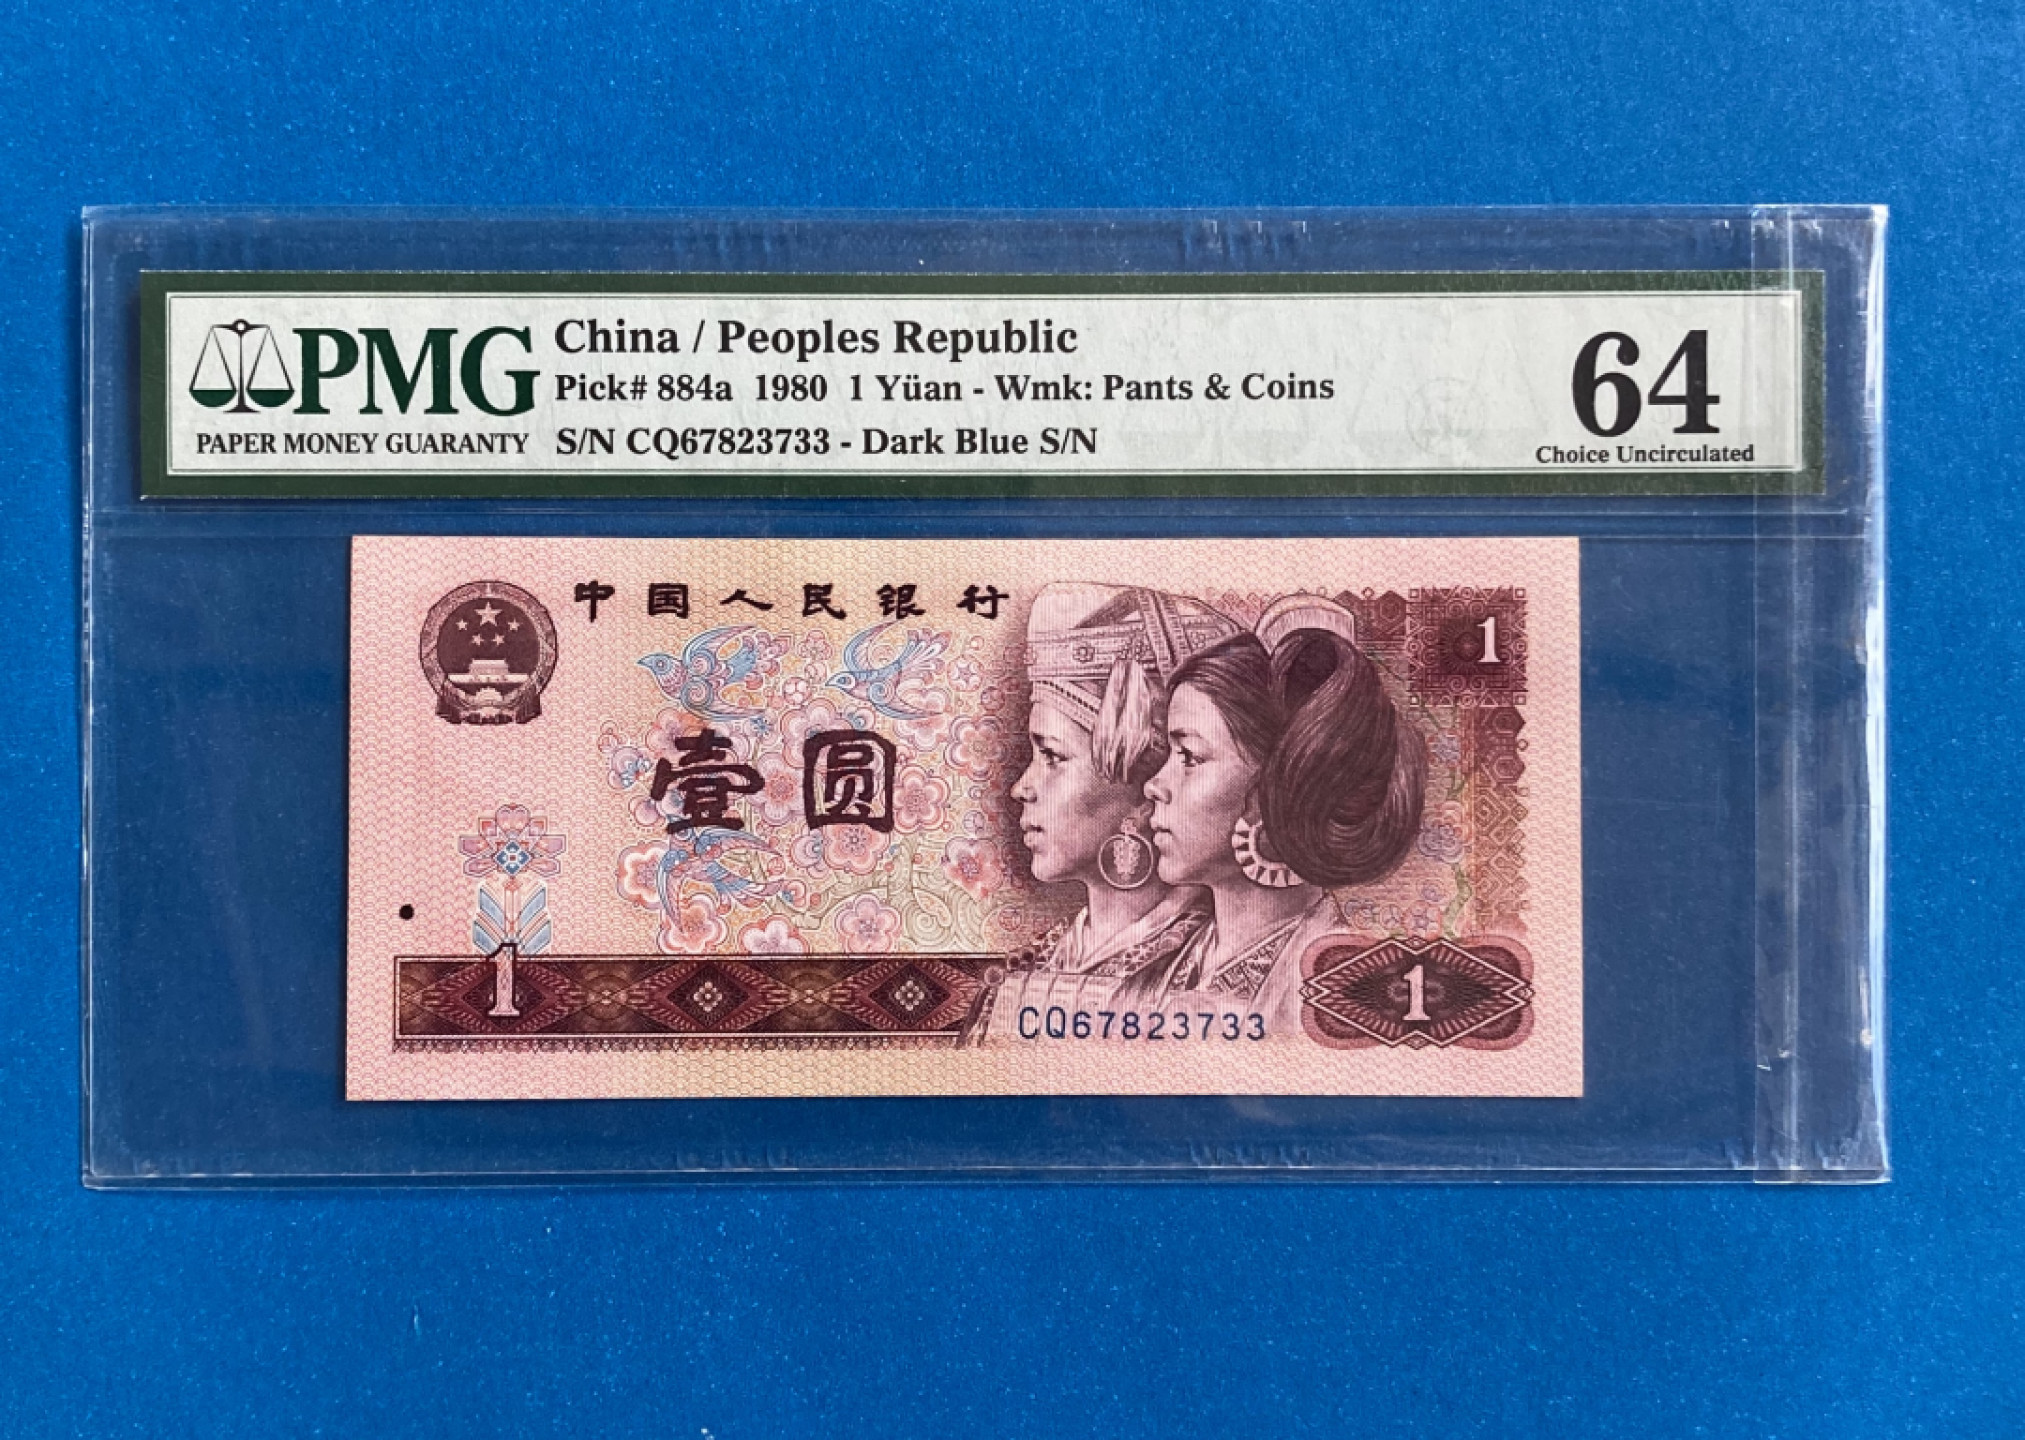 PMG
PAPER MONEY GUARANTY
China / Peoples Republic
Pick# 884a 1980 1 Yüan - Wmk: Pants & Coins
S/N CQ67823733 - Dark Blue S/N
64
Choice Uncirculated
中国人民银行
1
壹圆
1
1
CQ67823733